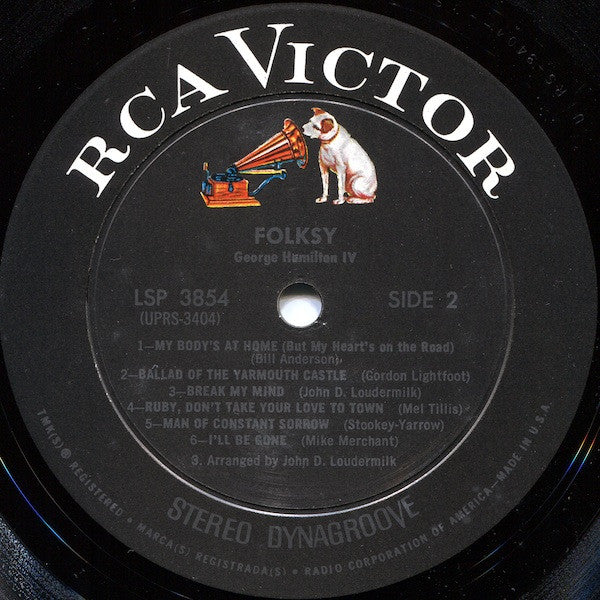 RCA VICTOR
FOLKSY
George Hamilton IV
LSP 3854
SIDE 2
(UPRS-3404)
1—MY BODY'S AT HOME (But My Heart's on the Road)
(Bill Anderson)
2—BALLAD OF THE YARMOUTH CASTLE (Gordon Lightfoot)
3—BREAK MY MIND (John D. Loudermilk)
4—RUBY, DON'T TAKE YOUR LOVE TO TOWN (Mel Tillis)
5—MAN OF CONSTANT SORROW (Stookey-Yarrow)
6—I'LL BE GONE (Mike Merchant)
3. Arranged by John D. Loudermilk
STEREO DYNAGROOVE
TMK(S) ® REGISTERED • MARCA(S) REGISTRADA(S) • RADIO CORPORATION OF AMERICA—MADE IN U.S.A.